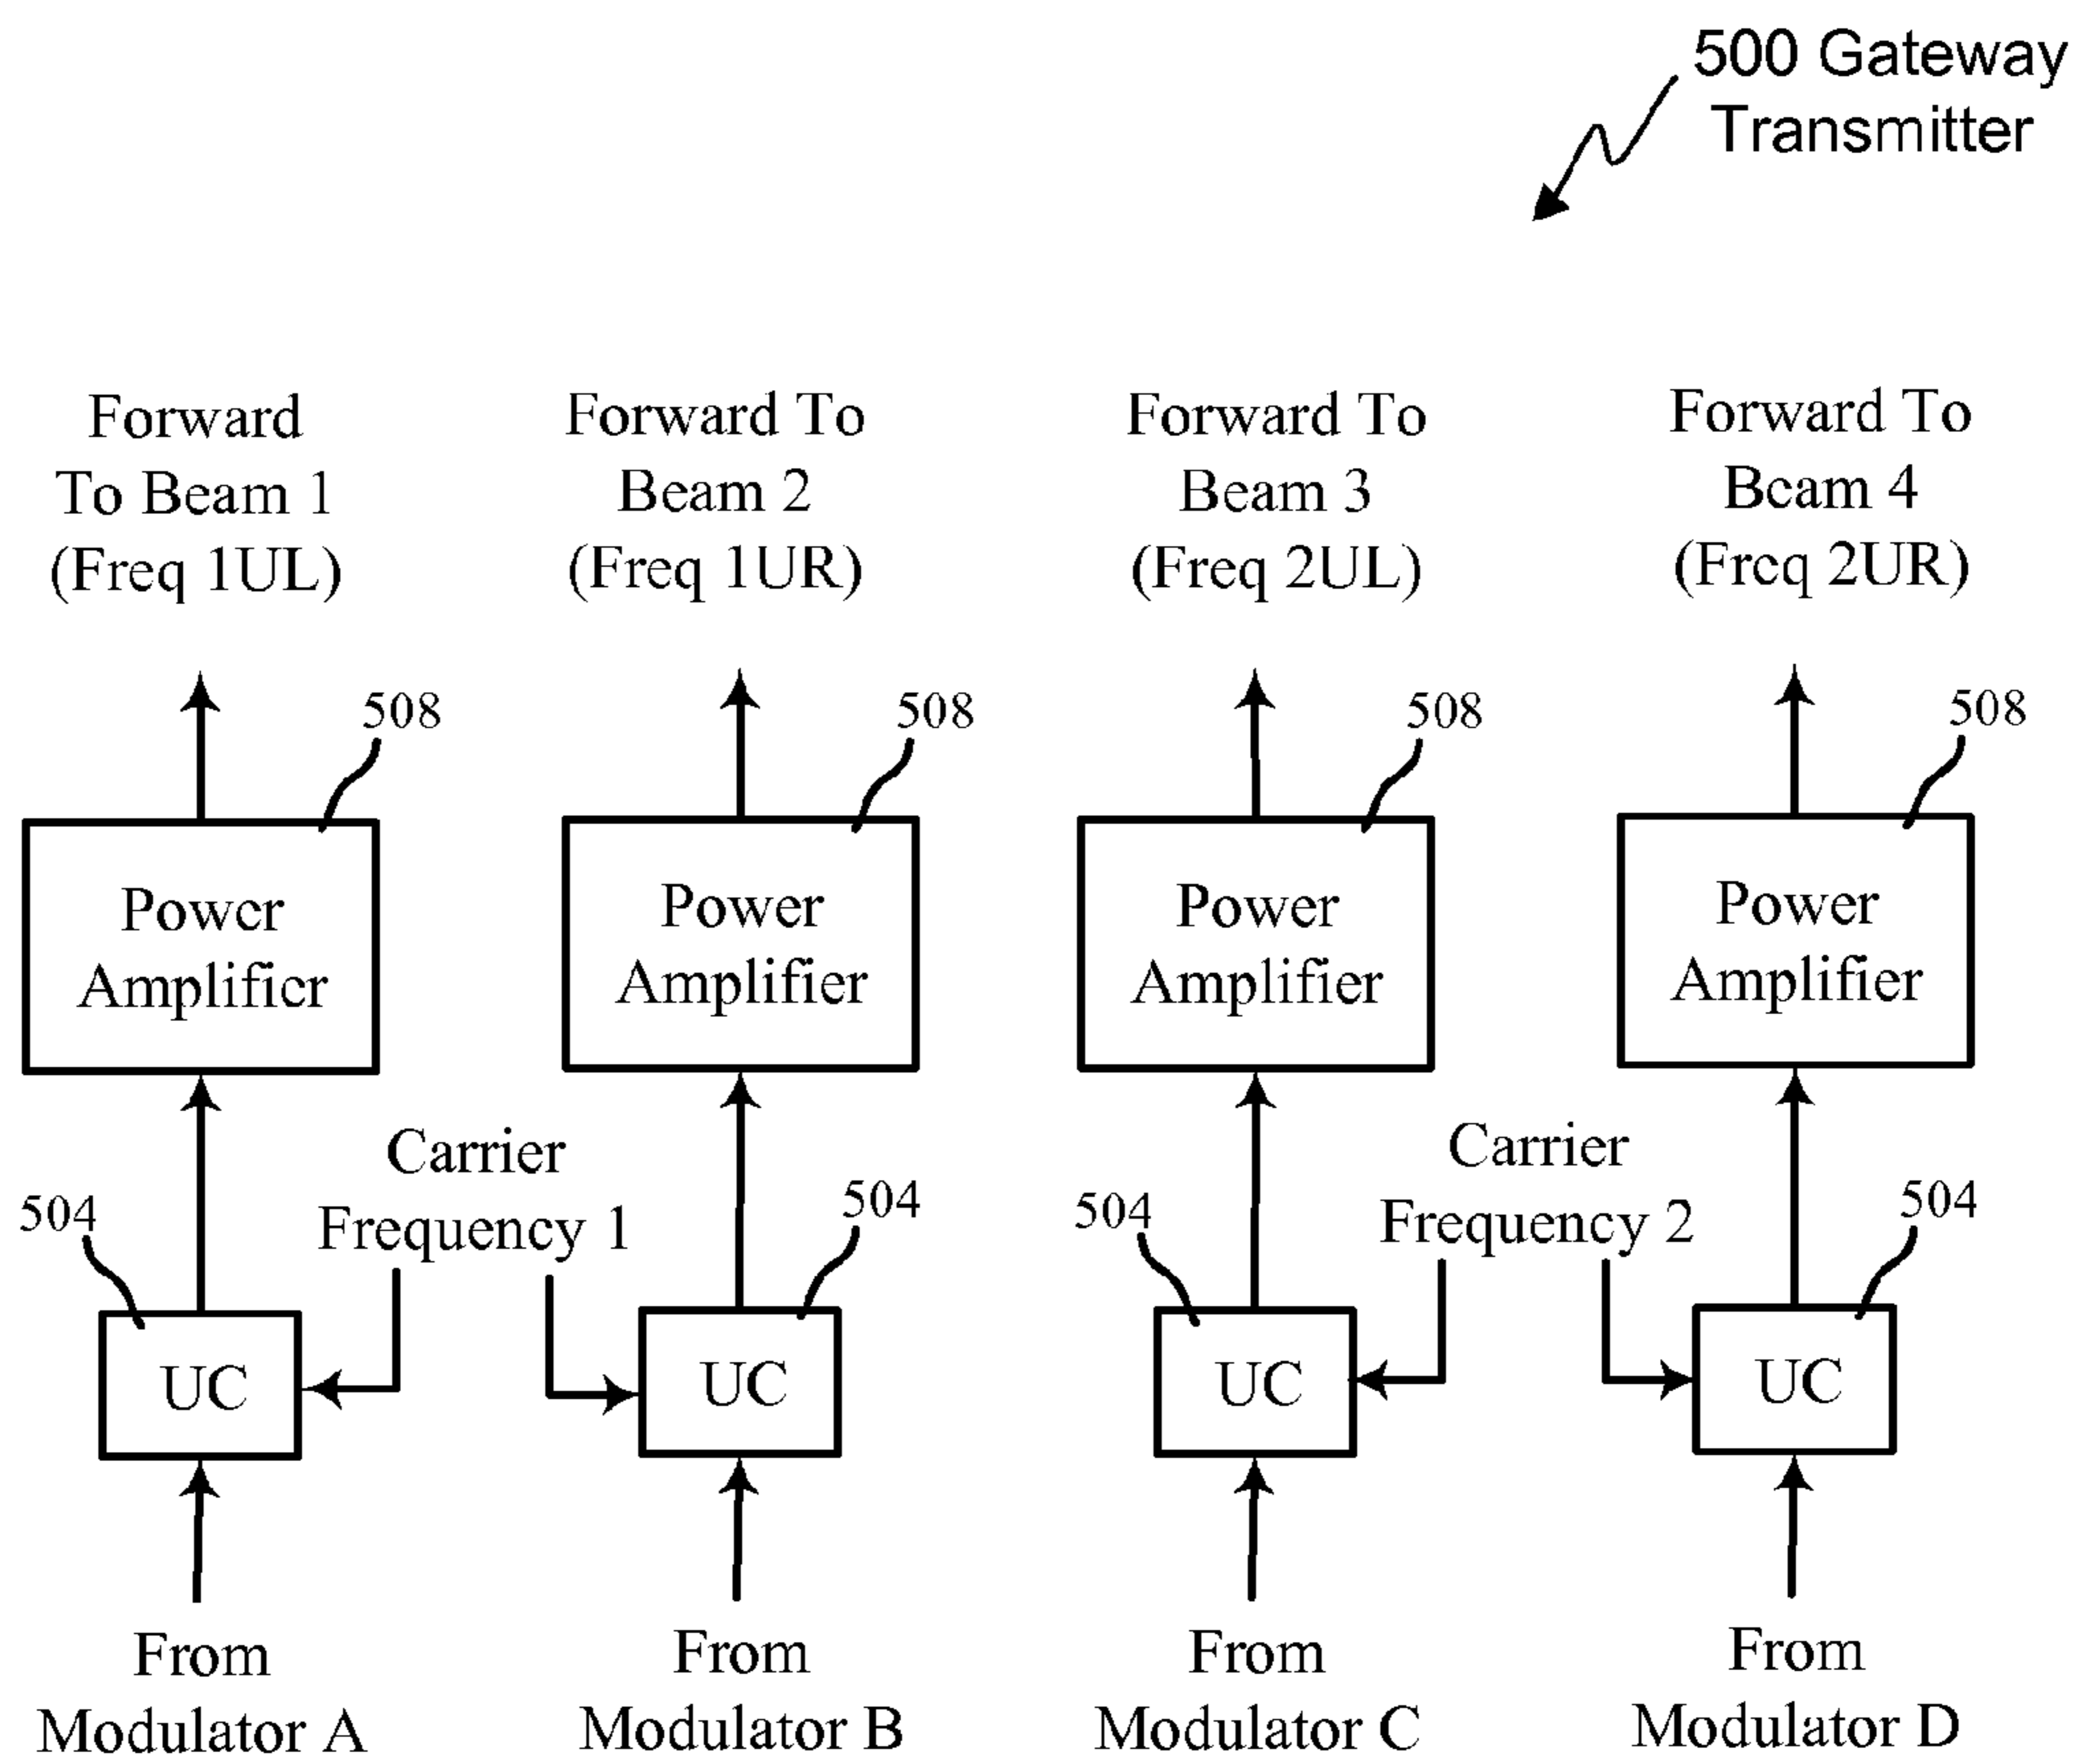 500 Gateway
Transmitter
Forward
To Beam 1
(Freq 1UL)
Forward To
Beam 2
(Freq 1UR)
Forward To
Beam 3
(Freq 2UL)
Forward To
Beam 4
(Freq 2UR)
508
508
508
508
Power
Amplifier
Power
Amplifier
Power
Amplifier
Power
Amplifier
504
Carrier
Frequency 1
504
504
Carrier
Frequency 2
504
UC
UC
UC
UC
From
Modulator A
From
Modulator B
From
Modulator C
From
Modulator D